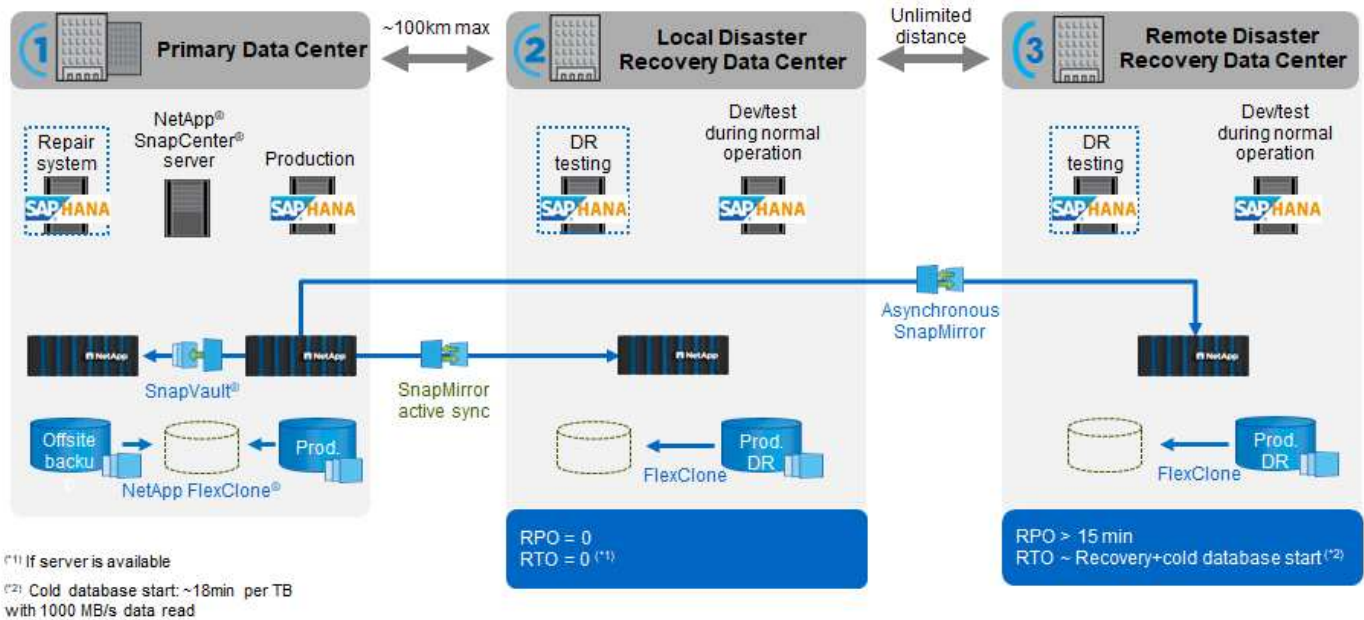 1
Primary Data Center
~100km max
2
Local Disaster
Recovery Data Center
Unlimited
distance
3
Remote Disaster
Recovery Data Center
Repair
system
SAP HANA
NetApp®
SnapCenter®
server
Production
SAP HANA
DR
testing
SAP HANA
Dev/test
during normal
operation
SAP HANA
DR
testing
SAP HANA
Dev/test
during normal
operation
SAP HANA
Asynchronous
SnapMirror
NetApp
SnapVault®
NetApp
SnapMirror
active sync
NetApp
NetApp
Offsite
backu
Prod.
NetApp FlexClone®
FlexClone
Prod.
DR
FlexClone
Prod.
DR
RPO = 0
RTO = 0 (*1)
RPO > 15 min
RTO ~ Recovery+cold database start (*2)
(*1) If server is available
(*2) Cold database start: ~18min per TB
with 1000 MB/s data read